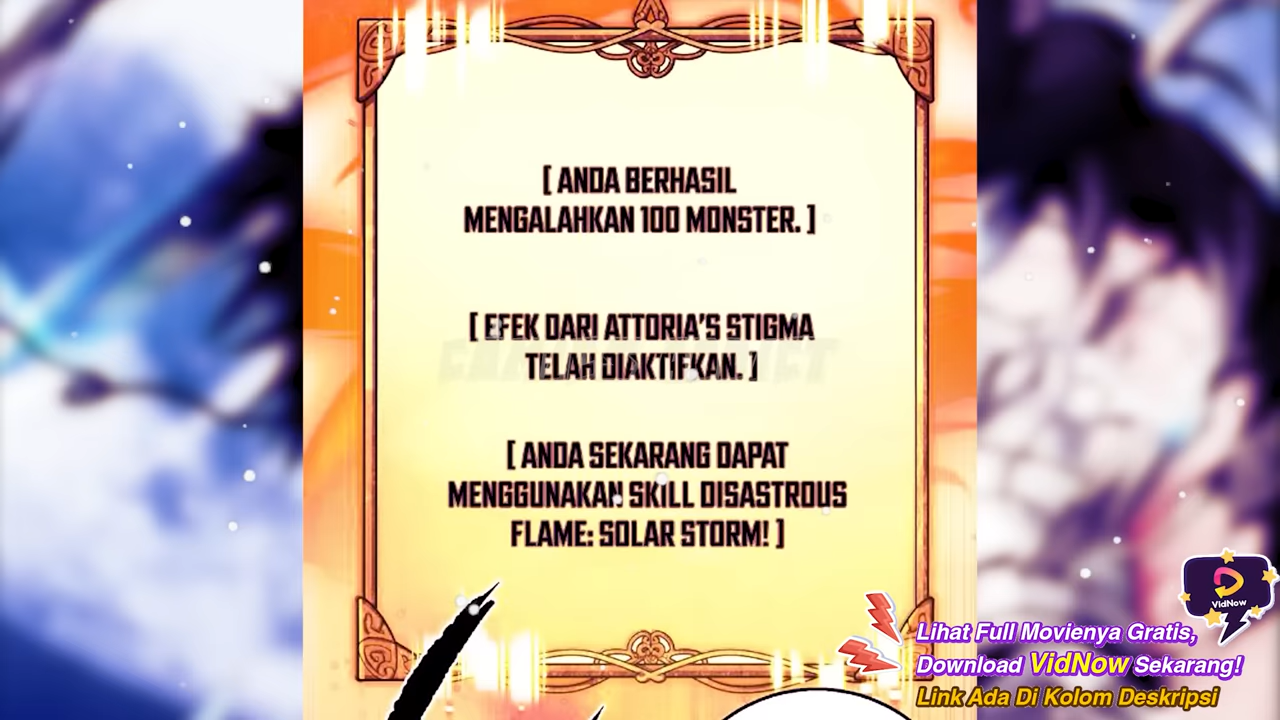 [ ANDA BERHASIL
MENGALAHKAN 100 MONSTER. ]
[ EFEK DARI ATTORIA'S STIGMA
TELAH DIAKTIFKAN. ]
[ ANDA SEKARANG DAPAT
MENGGUNAKAN SKILL DISASTROUS
FLAME: SOLAR STORM! ]
VidNow
Lihat Full Movienya Gratis,
Download VidNow Sekarang!
Link Ada Di Kolom Deskripsi